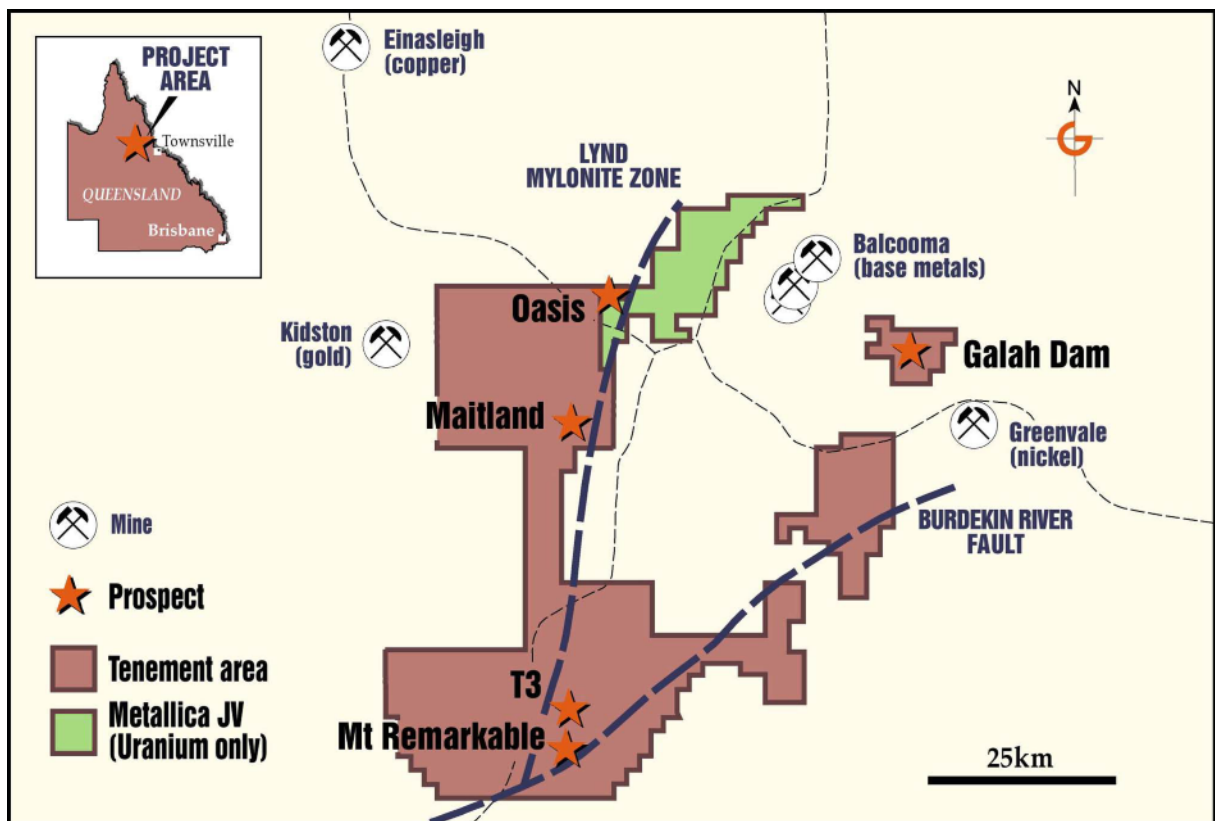 PROJECT
AREA
Townsville
QUEENSLAND
Brisbane
Einasleigh
(copper)
N
LYND
MYLONITE ZONE
Balcooma
(base metals)
Oasis
Kidston
(gold)
Galah Dam
Maitland
Greenvale
(nickel)
BURDEKIN RIVER
FAULT
Mine
Prospect
Tenement area
Metallica JV
(Uranium only)
T3
Mt Remarkable
25km